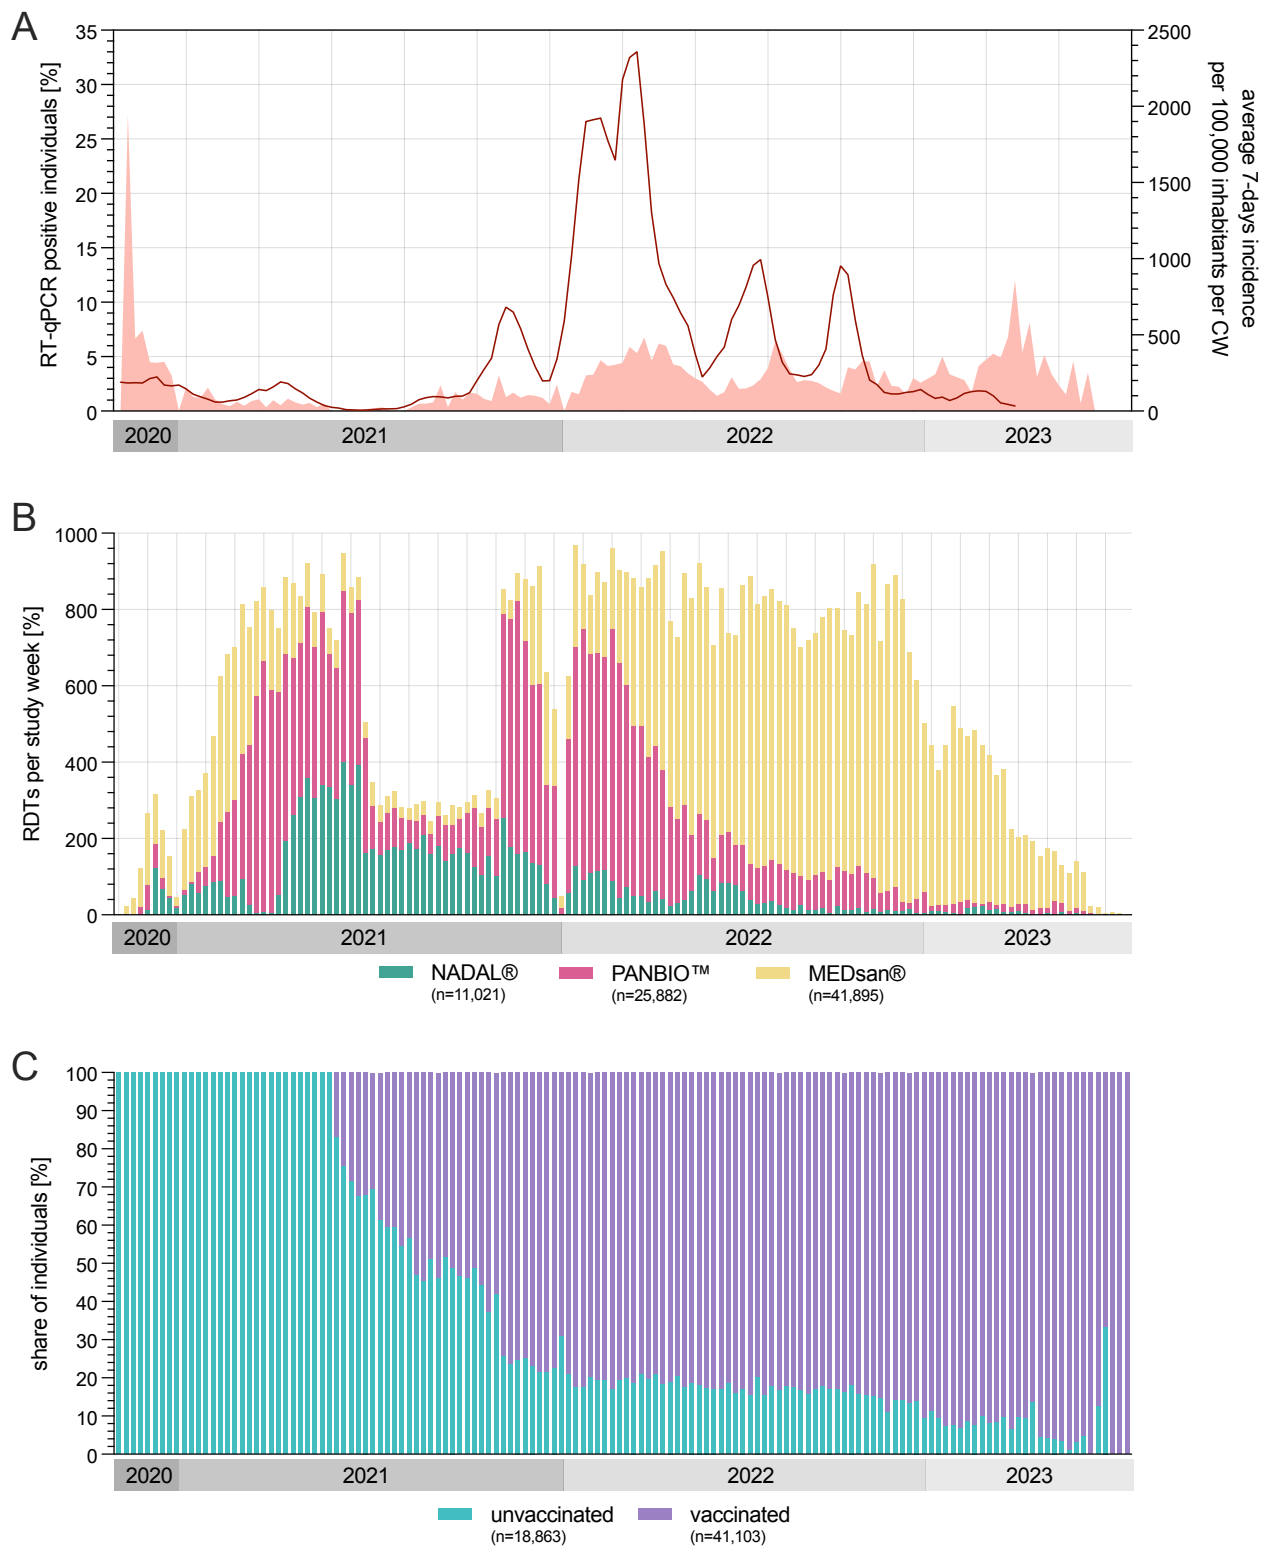 A
RT-qPCR positive individuals [%]
35
30
25
20
15
10
5
0
2500
2000
1500
1000
500
0
average 7-days incidence
per 100,000 inhabitants per CW
2020 2021 2022 2023
B
RDTs per study week [%]
1000
800
600
400
200
0
2020 2021 2022 2023
NADAL® PANBIO™ MEDsan®
(n=11,021) (n=25,882) (n=41,895)
C
share of individuals [%]
100
90
80
70
60
50
40
30
20
10
0
2020 2021 2022 2023
unvaccinated vaccinated
(n=18,863) (n=41,103)